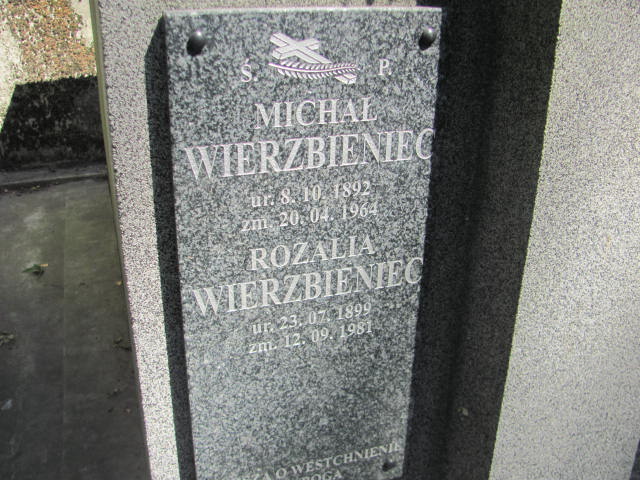 Ś. P.
MICHAŁ
WIERZBIENIEC
ur. 8. 10. 1892
zm. 20. 04. 1964
ROZALIA
WIERZBIENIEC
ur. 23. 07. 1899
zm. 12. 09. 1981
O WESTCHNIENIE
BOGA